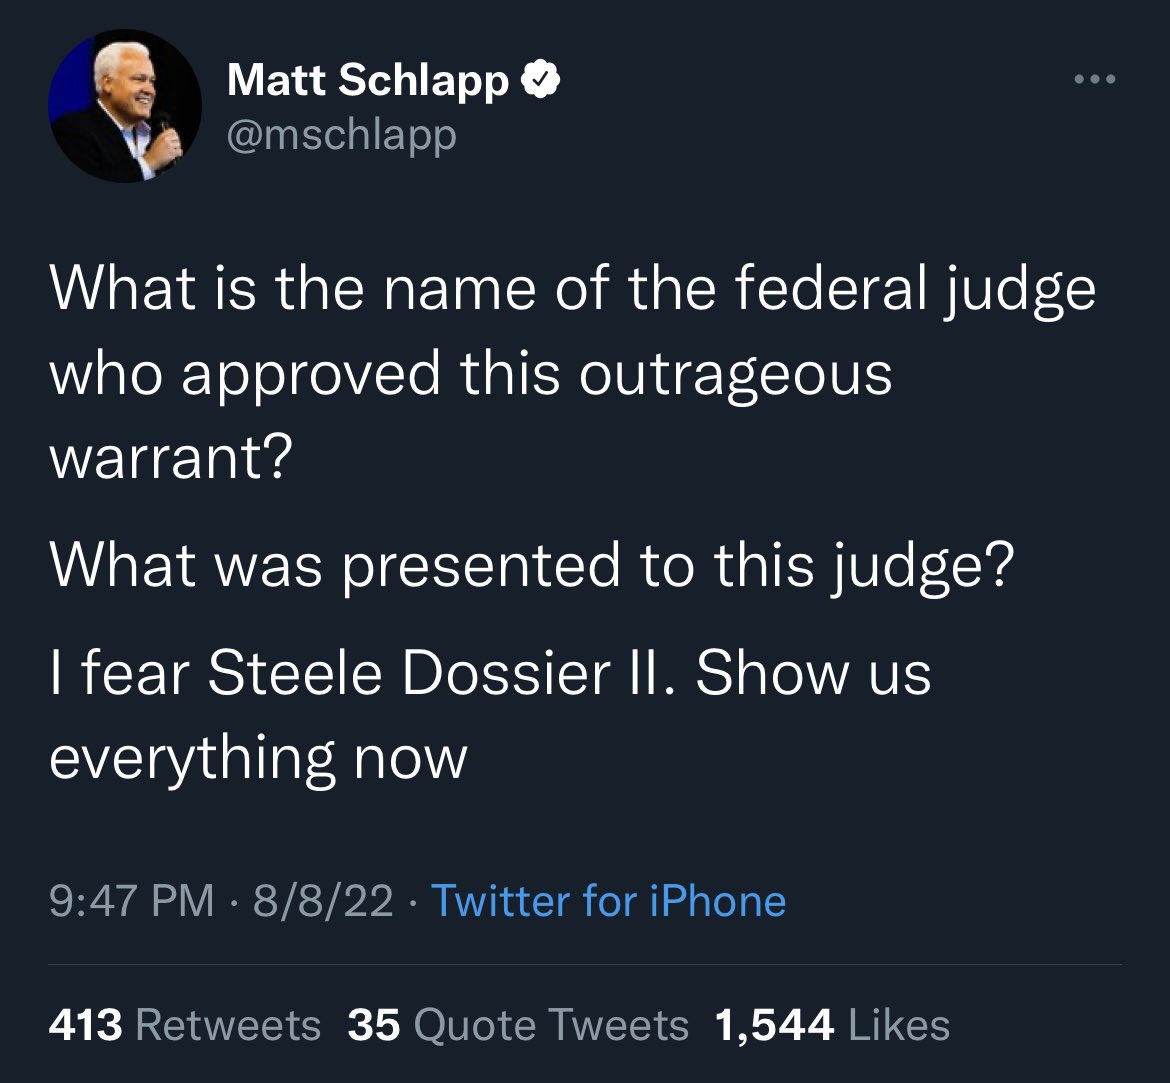 Matt Schlapp
@mschlapp
What is the name of the federal judge
who approved this outrageous
warrant?
What was presented to this judge?
I fear Steele Dossier II. Show us
everything now
9:47 PM · 8/8/22 · Twitter for iPhone
413 Retweets 35 Quote Tweets 1,544 Likes